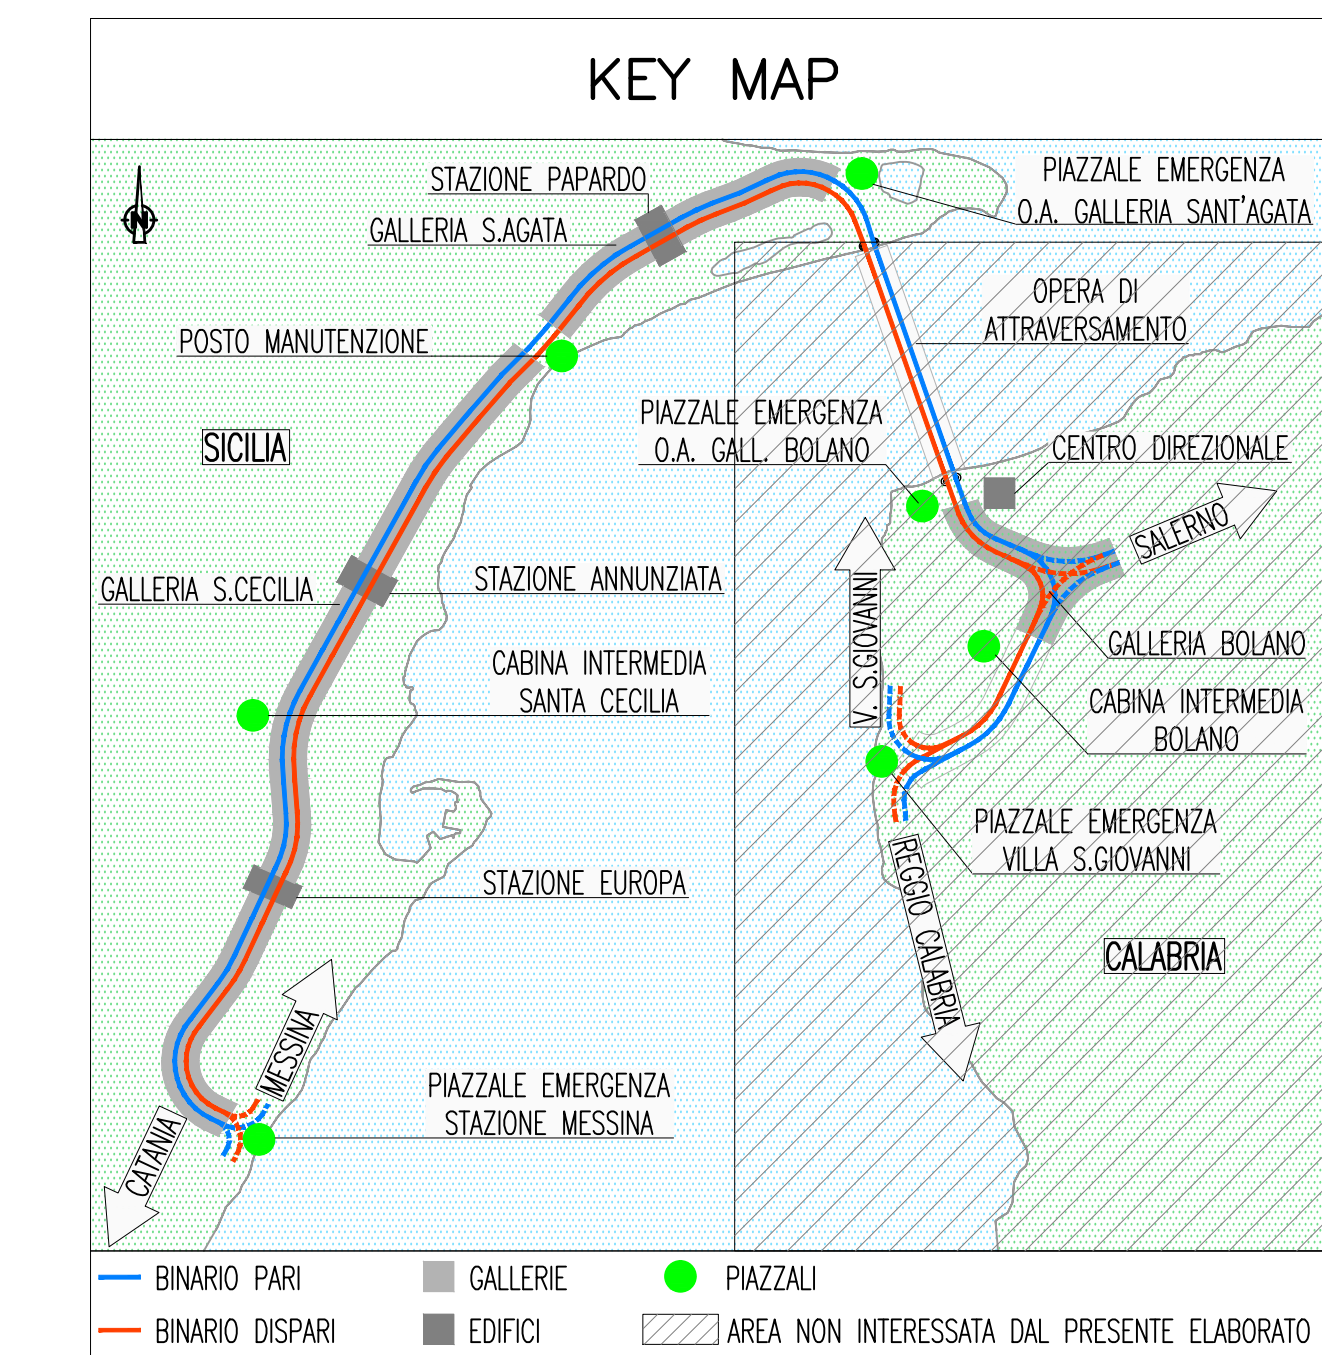 KEY MAP
N
STAZIONE PAPARDO
GALLERIA S.AGATA
PIAZZALE EMERGENZA
O.A. GALLERIA SANT'AGATA
OPERA DI
ATTRAVERSAMENTO
POSTO MANUTENZIONE
SICILIA
PIAZZALE EMERGENZA
O.A. GALL. BOLANO
CENTRO DIREZIONALE
SALERNO
V. S.GIOVANNI
GALLERIA S.CECILIA
STAZIONE ANNUNZIATA
CABINA INTERMEDIA
SANTA CECILIA
GALLERIA BOLANO
CABINA INTERMEDIA
BOLANO
PIAZZALE EMERGENZA
VILLA S.GIOVANNI
STAZIONE EUROPA
REGGIO CALABRIA
CALABRIA
MESSINA
PIAZZALE EMERGENZA
STAZIONE MESSINA
CATANIA
BINARIO PARI
GALLERIE
PIAZZALI
BINARIO DISPARI
EDIFICI
AREA NON INTERESSATA DAL PRESENTE ELABORATO